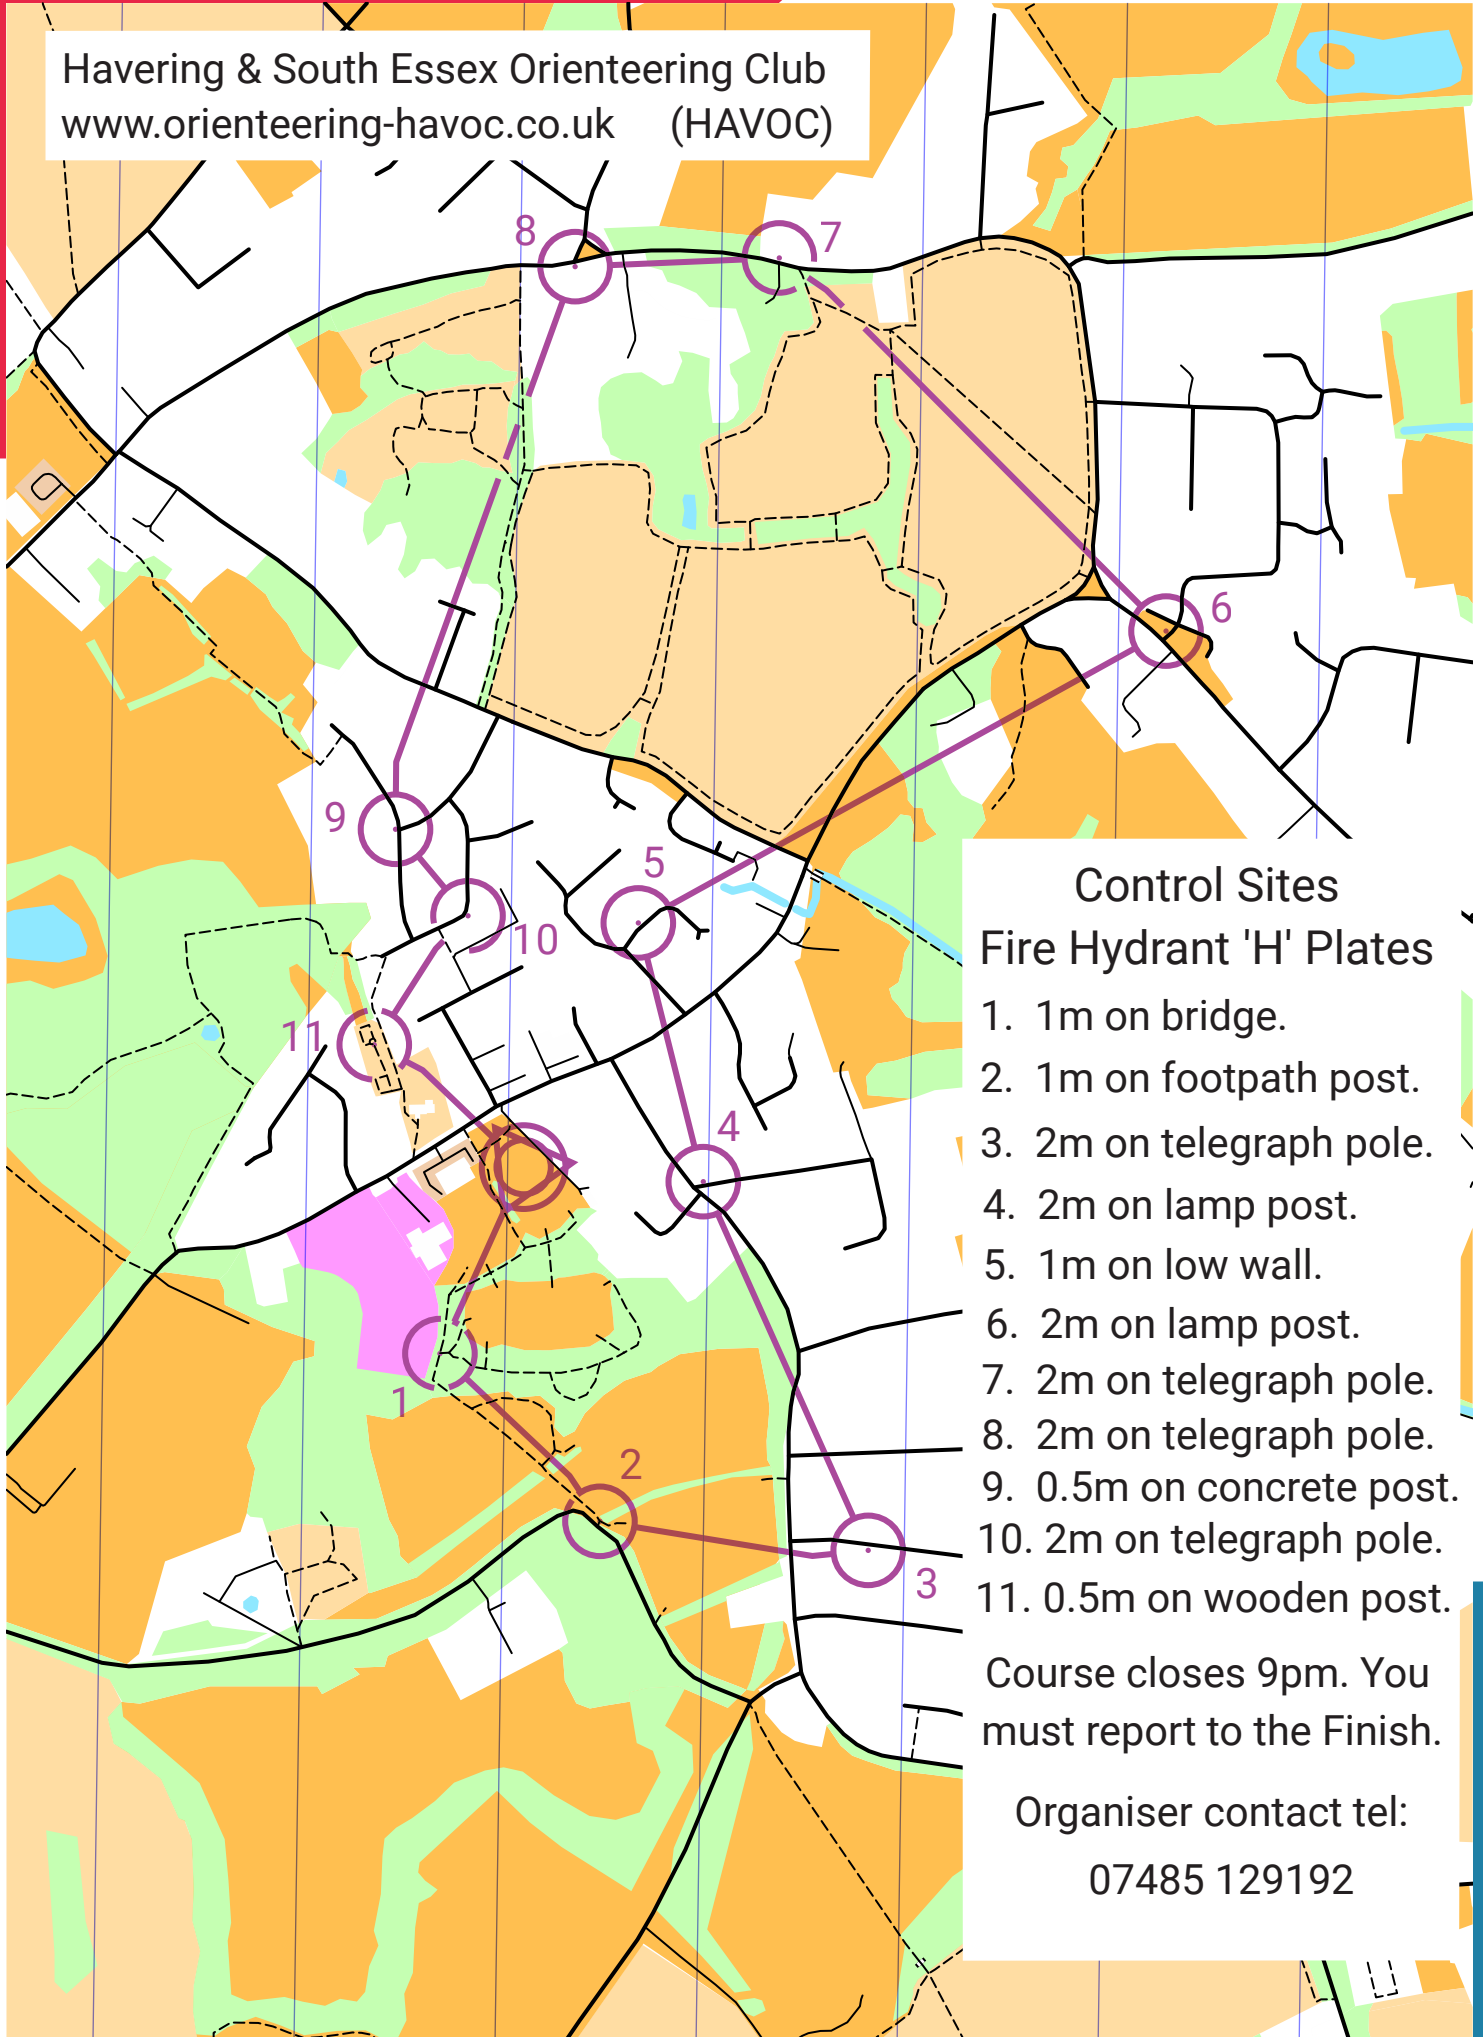 Havering & South Essex Orienteering Club
www.orienteering-havoc.co.uk (HAVOC)
8
7
6
9
5
10
11
4
1
2
3
Control Sites
Fire Hydrant 'H' Plates
1. 1m on bridge.
2. 1m on footpath post.
3. 2m on telegraph pole.
4. 2m on lamp post.
5. 1m on low wall.
6. 2m on lamp post.
7. 2m on telegraph pole.
8. 2m on telegraph pole.
9. 0.5m on concrete post.
10. 2m on telegraph pole.
11. 0.5m on wooden post.
Course closes 9pm. You
must report to the Finish.
Organiser contact tel:
07485 129192